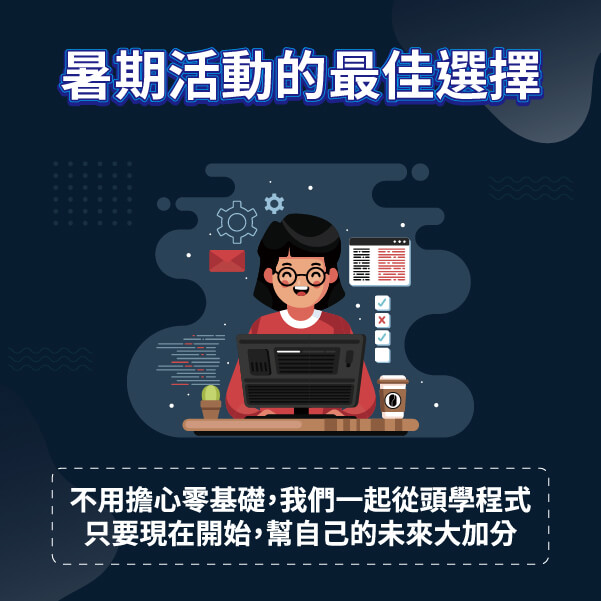 暑期活動的最佳選擇
不用擔心零基礎，我們一起從頭學程式
只要現在開始，幫自己的未來大加分